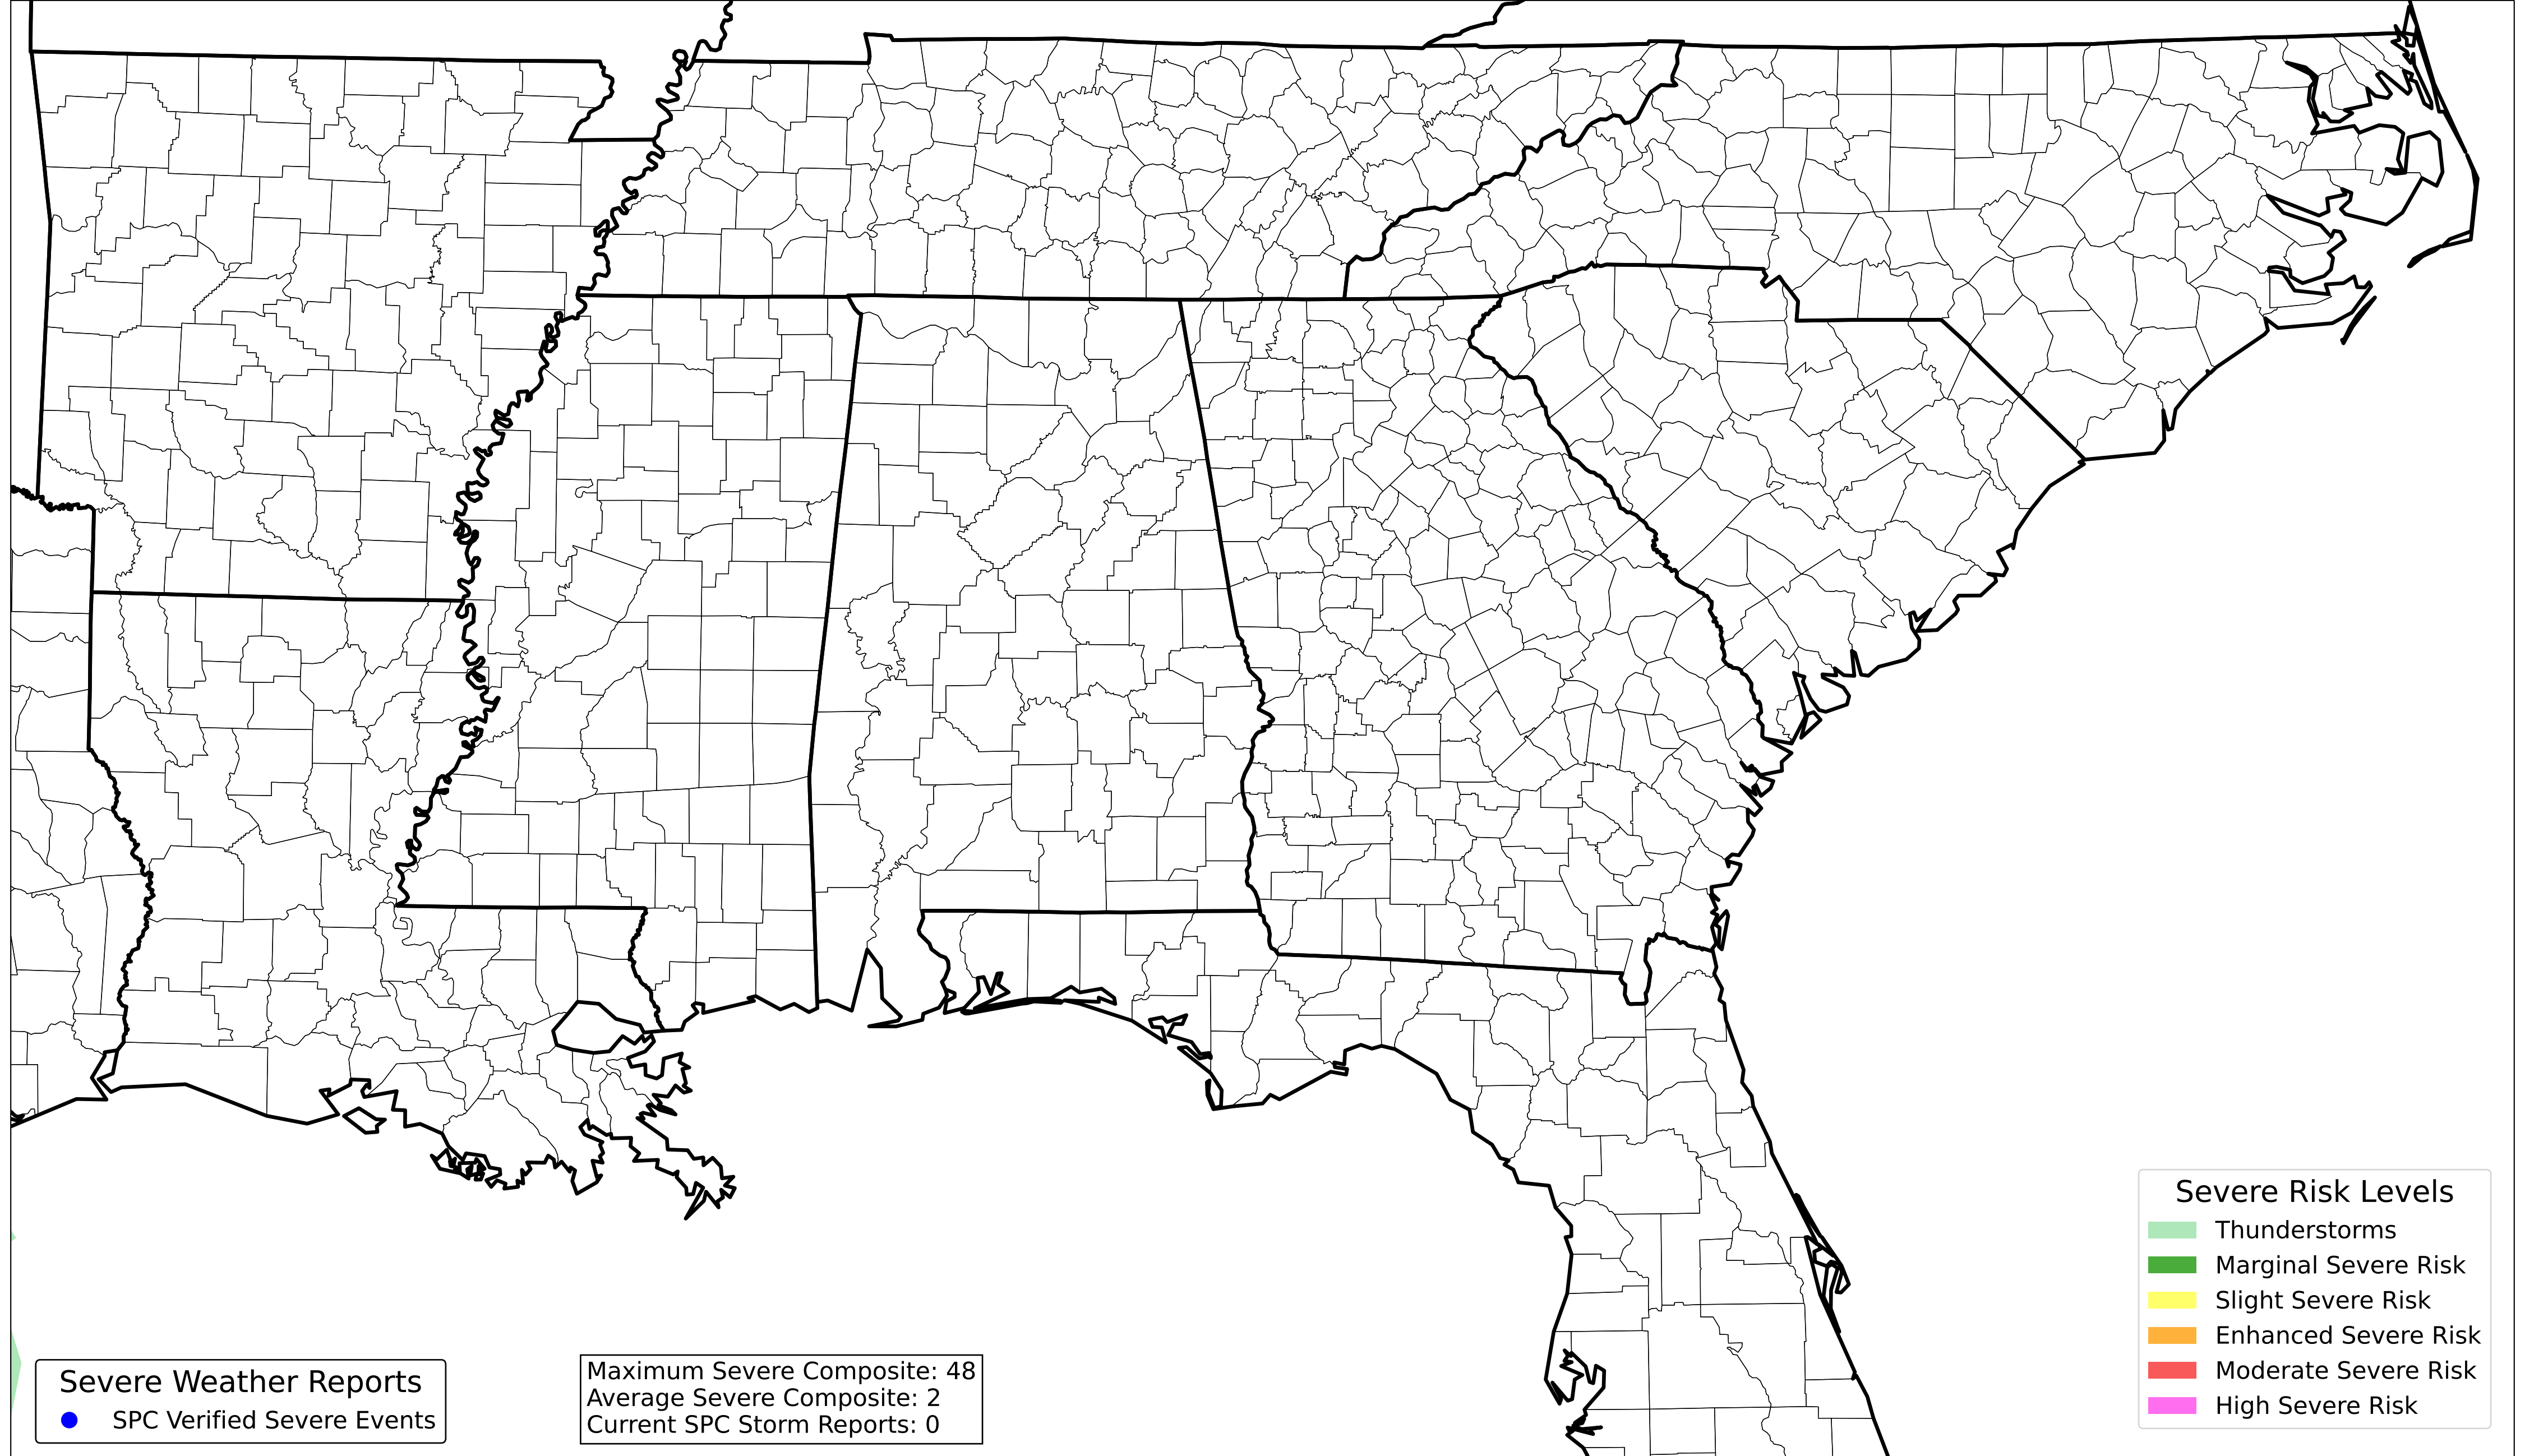 Severe Weather Reports
SPC Verified Severe Events
Maximum Severe Composite: 48
Average Severe Composite: 2
Current SPC Storm Reports: 0
Severe Risk Levels
Thunderstorms
Marginal Severe Risk
Slight Severe Risk
Enhanced Severe Risk
Moderate Severe Risk
High Severe Risk